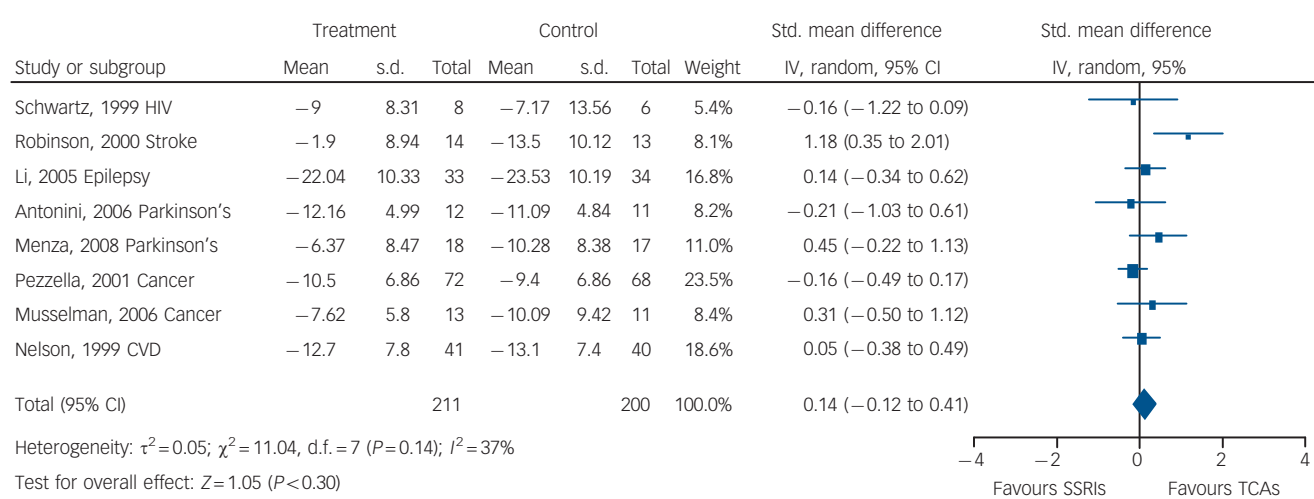 Treatment Control Std. mean difference Std. mean difference
Study or subgroup Mean s.d. Total Mean s.d. Total Weight IV, random, 95% CI IV, random, 95%
Schwartz, 1999 HIV −9 8.31 8 −7.17 13.56 6 5.4% −0.16 (−1.22 to 0.09)
Robinson, 2000 Stroke −1.9 8.94 14 −13.5 10.12 13 8.1% 1.18 (0.35 to 2.01)
Li, 2005 Epilepsy −22.04 10.33 33 −23.53 10.19 34 16.8% 0.14 (−0.34 to 0.62)
Antonini, 2006 Parkinson's −12.16 4.99 12 −11.09 4.84 11 8.2% −0.21 (−1.03 to 0.61)
Menza, 2008 Parkinson's −6.37 8.47 18 −10.28 8.38 17 11.0% 0.45 (−0.22 to 1.13)
Pezzella, 2001 Cancer −10.5 6.86 72 −9.4 6.86 68 23.5% −0.16 (−0.49 to 0.17)
Musselman, 2006 Cancer −7.62 5.8 13 −10.09 9.42 11 8.4% 0.31 (−0.50 to 1.12)
Nelson, 1999 CVD −12.7 7.8 41 −13.1 7.4 40 18.6% 0.05 (−0.38 to 0.49)
Total (95% CI) 211 200 100.0% 0.14 (−0.12 to 0.41)
Heterogeneity: τ²=0.05; χ²=11.04, d.f.=7 (P=0.14); I²=37%
Test for overall effect: Z=1.05 (P<0.30)
−4 −2 0 2 4
Favours SSRIs Favours TCAs